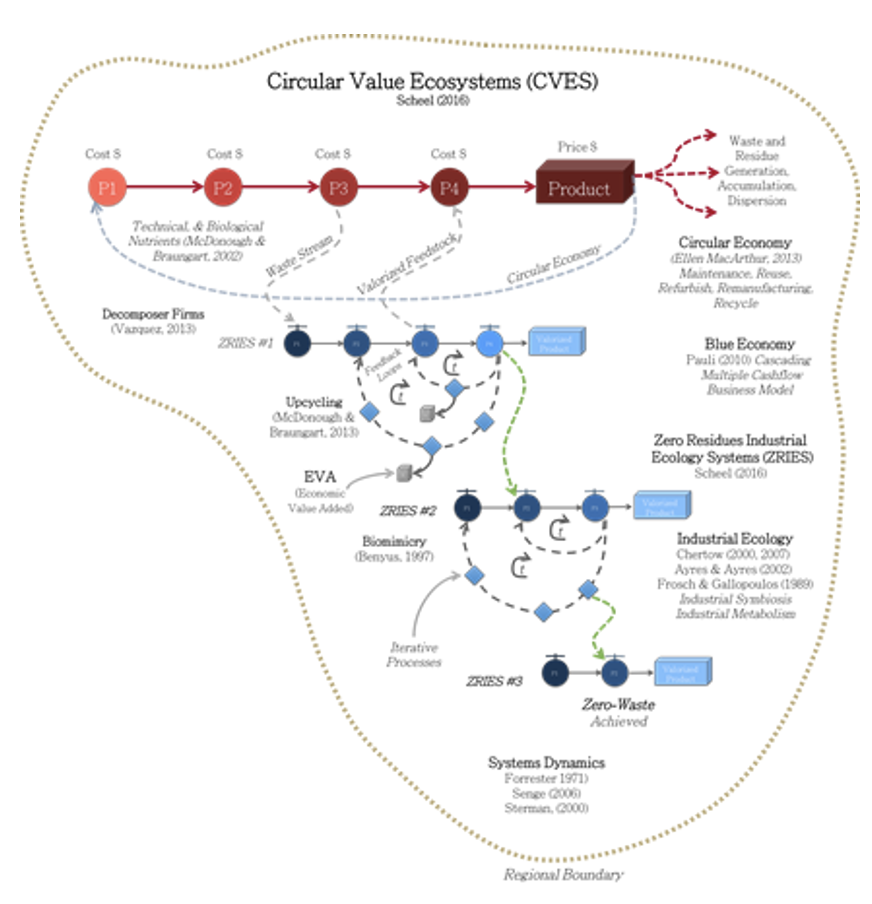 Circular Value Ecosystems (CVES)
Scheel (2016)
Cost $
Cost $
Cost $
Cost $
Price $
P1
P2
P3
P4
Product
Waste and
Residue
Generation,
Accumulation,
Dispersion
Technical, & Biological
Nutrients (McDonough &
Braungart, 2002)
Waste Stream
Valorized Feedstock
Circular Economy
Circular Economy
(Ellen MacArthur, 2013)
Maintenance, Reuse,
Refurbish, Remanufacturing,
Recycle
Decomposer Firms
(Vazquez, 2013)
ZRIES #1
Valorized
Product
Feedback
Loops
Blue Economy
Pauli (2010) Cascading
Multiple Cashflow
Business Model
Upcycling
(McDonough &
Braungart, 2013)
Zero Residues Industrial
Ecology Systems (ZRIES)
Scheel (2016)
EVA
(Economic
Value Added)
ZRIES #2
Valorized
Product
Biomimicry
(Benyus, 1997)
Industrial Ecology
Chertow (2000, 2007)
Ayres & Ayres (2002)
Frosch & Gallopoulos (1989)
Industrial Symbiosis
Industrial Metabolism
Iterative
Processes
ZRIES #3
Valorized
Product
Zero-Waste
Achieved
Systems Dynamics
Forrester 1971)
Senge (2006)
Sterman, (2000)
Regional Boundary